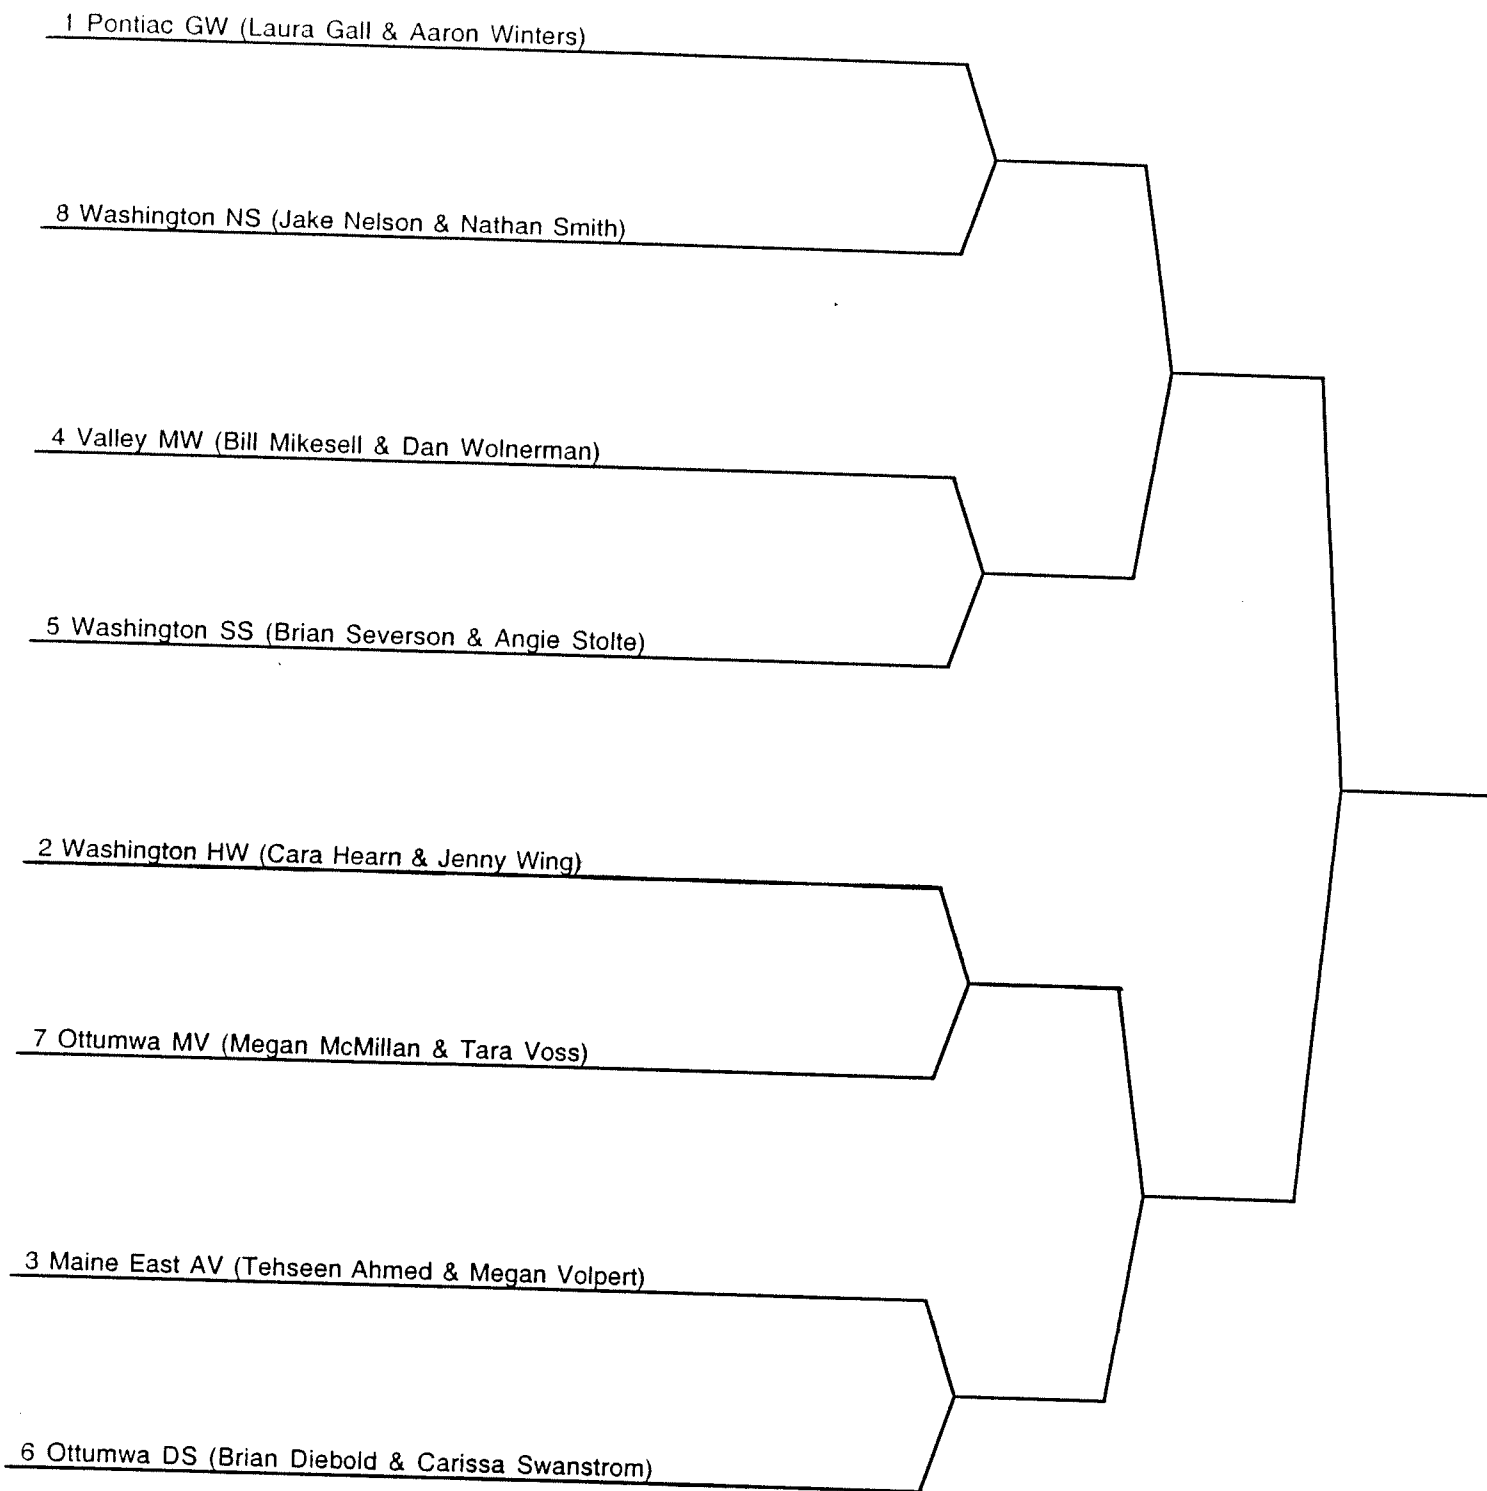 1 Pontiac GW (Laura Gall & Aaron Winters)
8 Washington NS (Jake Nelson & Nathan Smith)
4 Valley MW (Bill Mikesell & Dan Wolnerman)
5 Washington SS (Brian Severson & Angie Stolte)
2 Washington HW (Cara Hearn & Jenny Wing)
7 Ottumwa MV (Megan McMillan & Tara Voss)
3 Maine East AV (Tehseen Ahmed & Megan Volpert)
6 Ottumwa DS (Brian Diebold & Carissa Swanstrom)